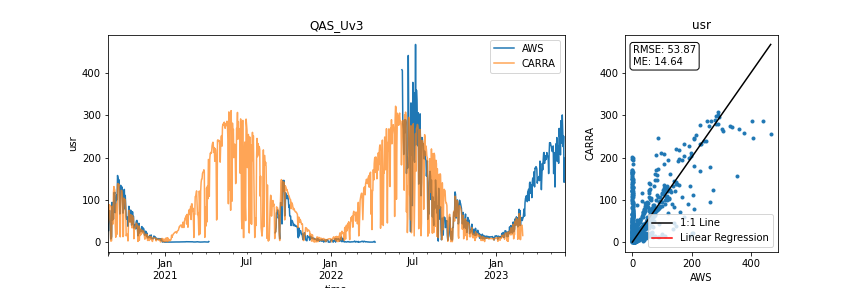 QAS_Uv3
usr
400
300
200
100
0
AWS
CARRA
Jan
2021
Jul
Jan
2022
Jul
Jan
2023
time
usr
CARRA
400
300
200
100
0
RMSE: 53.87
ME: 14.64
1:1 Line
Linear Regression
0
200
400
AWS